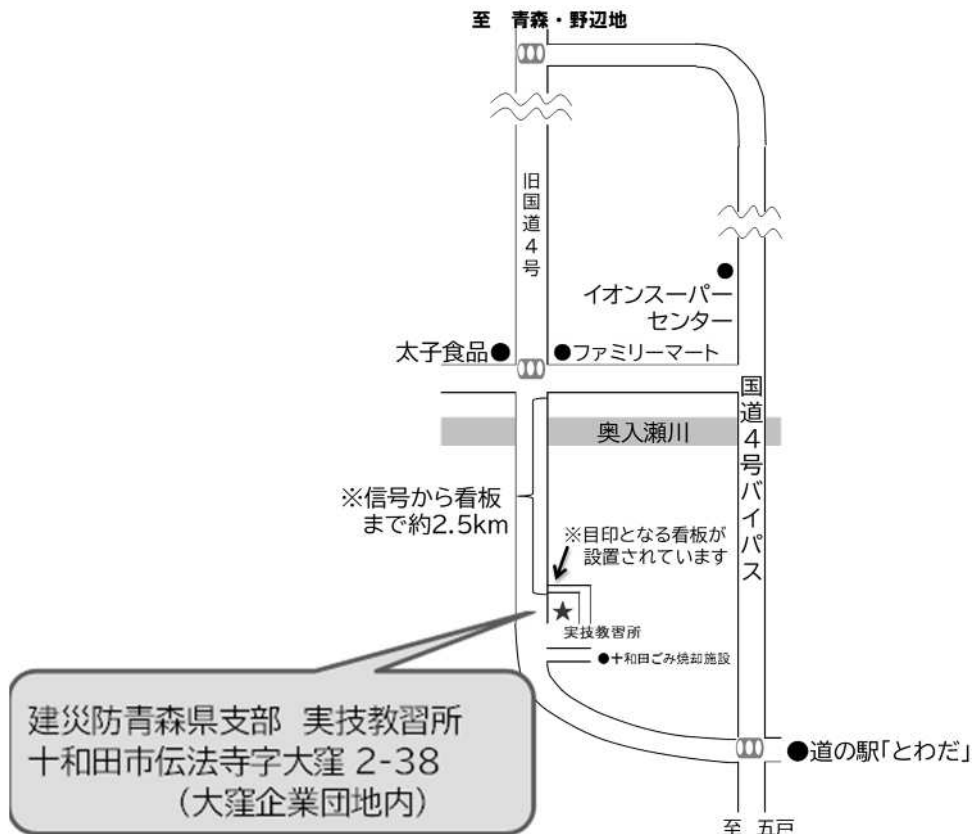 至　青森・野辺地
旧国道４号
イオンスーパー
センター
太子食品●
●ファミリーマート
国道４号バイパス
奥入瀬川
※信号から看板
まで約2.5km
※目印となる看板が
設置されています
★
実技教習所
●十和田ごみ焼却施設
建災防青森県支部　実技教習所
十和田市伝法寺字大窪 2-38
（大窪企業団地内）
●道の駅「とわだ」
至　五戸